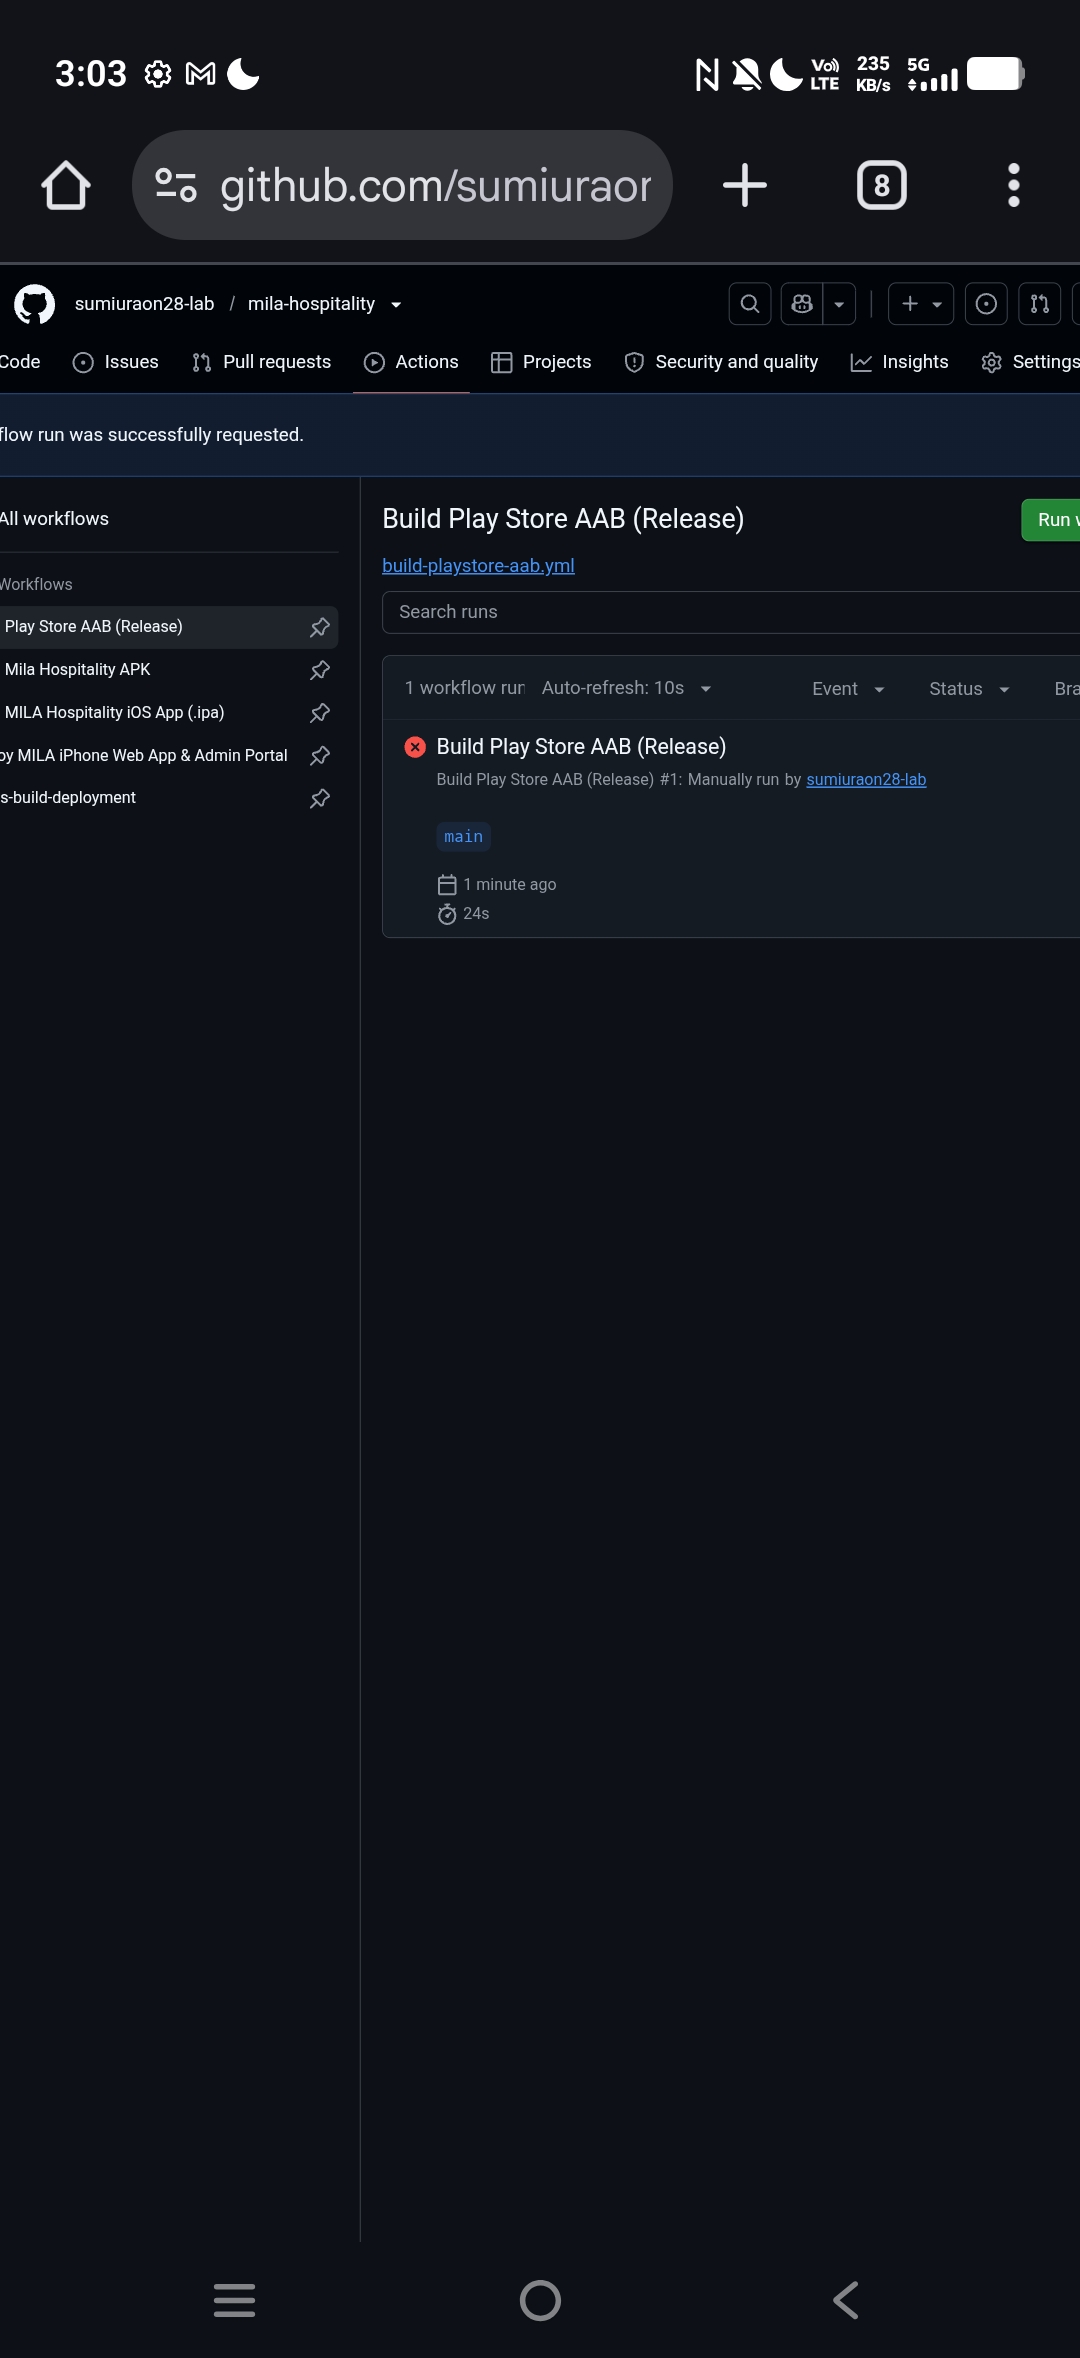 3:03
Vo) LTE
235 KB/s
5G
github.com/sumiuraor
8
sumiuraon28-lab / mila-hospitality
Code
Issues
Pull requests
Actions
Projects
Security and quality
Insights
Settings
flow run was successfully requested.
All workflows
Workflows
Play Store AAB (Release)
Mila Hospitality APK
MILA Hospitality iOS App (.ipa)
oy MILA iPhone Web App & Admin Portal
s-build-deployment
Build Play Store AAB (Release)
Run w
build-playstore-aab.yml
Search runs
1 workflow run
Auto-refresh: 10s
Event
Status
Bra
Build Play Store AAB (Release)
Build Play Store AAB (Release) #1: Manually run by sumiuraon28-lab
main
1 minute ago
24s